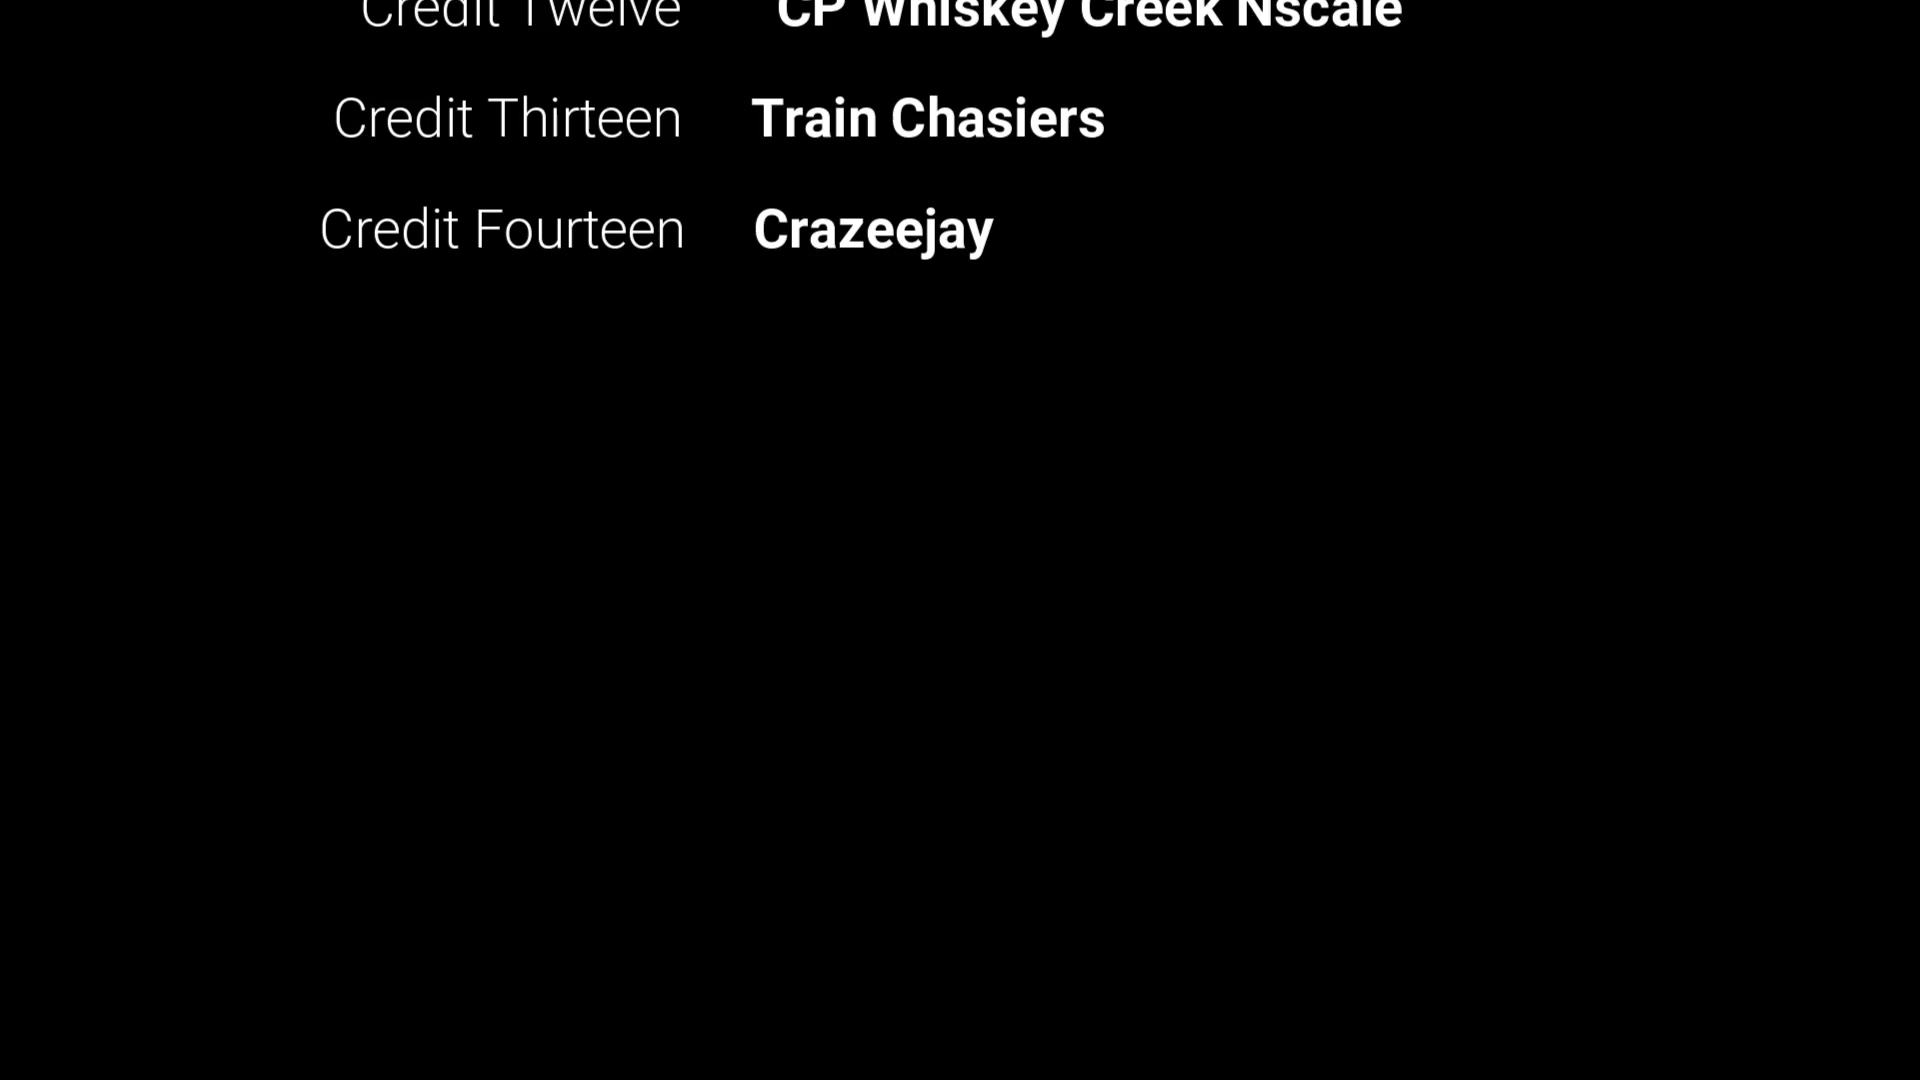 Credit Twelve CP Whiskey Creek Nscale
Credit Thirteen Train Chasiers
Credit Fourteen Crazeejay